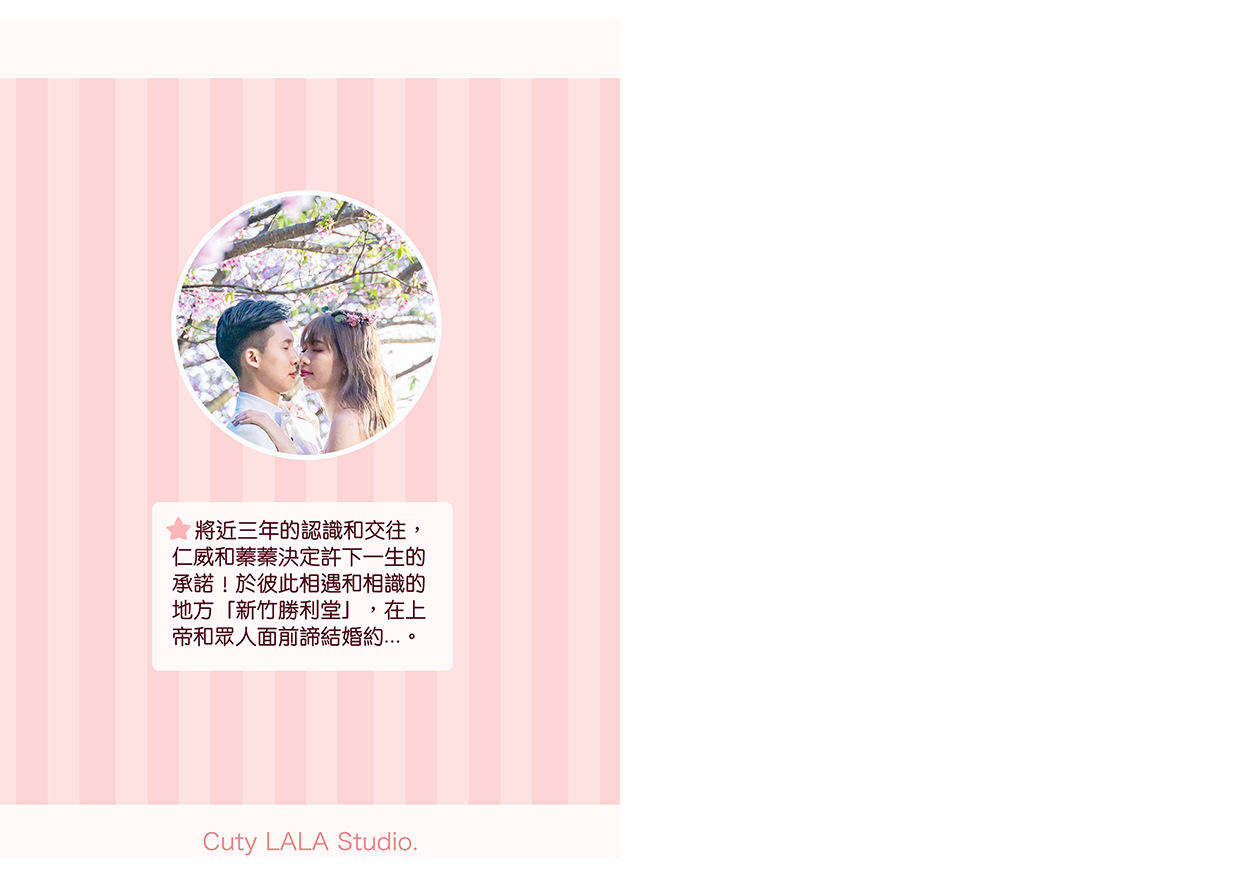 將近三年的認識和交往，
仁威和蓁蓁決定許下一生的
承諾！於彼此相遇和相識的
地方「新竹勝利堂」，在上
帝和眾人面前諦結婚約…。
Cuty LALA Studio.